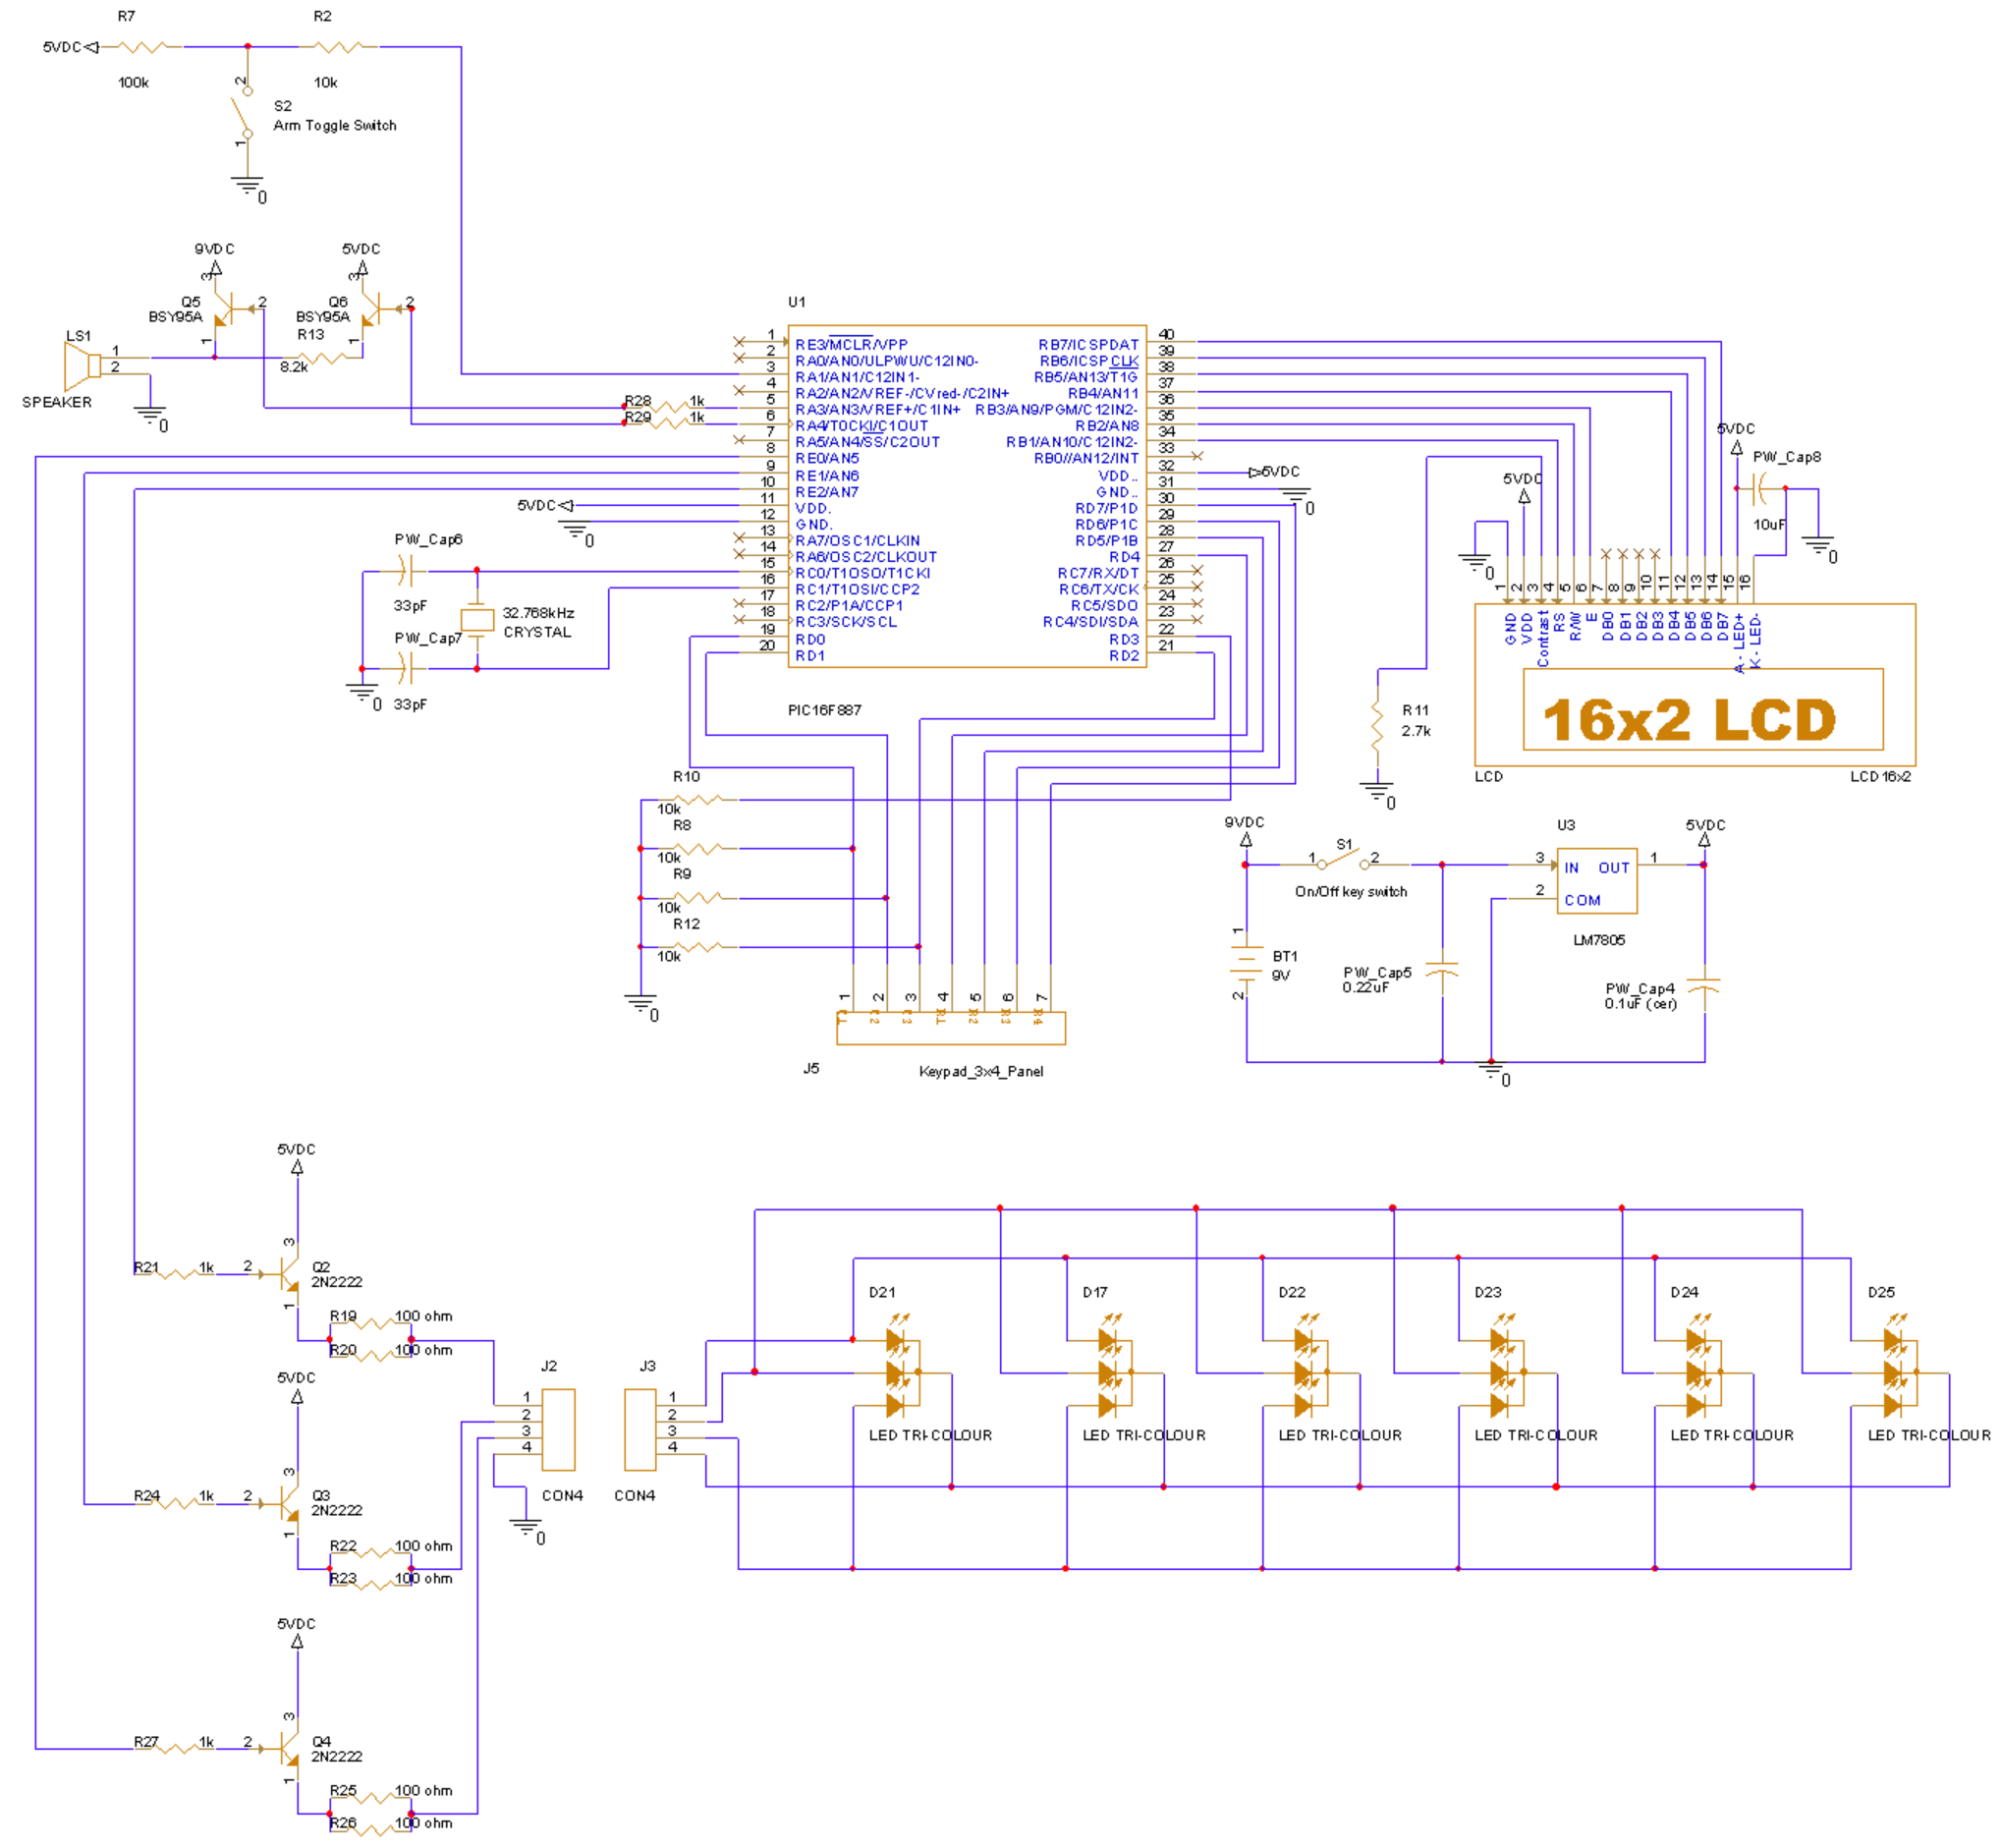 R7
R2
5VDC
100k
10k
2
S2
Arm Toggle Switch
1
0
9VDC
5VDC
3
3
Q5
BSY95A
2
Q6
BSY95A
2
R13
1
1
8.2k
LS1
1
2
SPEAKER
0
U1
1
RE3/MCLR/VPP
2
RA0/AN0/ULPWU/C12IN0-
3
RA1/AN1/C12IN1-
4
RA2/AN2/VREF-/CVred-/C2IN+
5
RA3/AN3/VREF+/C1IN+
6
RA4/T0CKI/C1OUT
7
RA5/AN4/SS/C2OUT
8
RE0/AN5
9
RE1/AN6
10
RE2/AN7
11
VDD.
12
GND.
13
RA7/OSC1/CLKIN
14
RA6/OSC2/CLKOUT
15
RC0/T1OSO/T1CKI
16
RC1/T1OSI/CCP2
17
RC2/P1A/CCP1
18
RC3/SCK/SCL
19
RD0
20
RD1
40
RB7/ICSPDAT
39
RB6/ICSPCLK
38
RB5/AN13/T1G
37
RB4/AN11
36
RB3/AN9/PGM/C12IN2-
35
RB2/AN8
34
RB1/AN10/C12IN2-
33
RB0//AN12/INT
32
VDD..
31
GND..
30
RD7/P1D
29
RD6/P1C
28
RD5/P1B
27
RD4
26
RC7/RX/DT
25
RC6/TX/CK
24
RC5/SDO
23
RC4/SDI/SDA
22
RD3
21
RD2
PIC16F887
R28 1k
R29 1k
5VDC
0
5VDC
0
PW_Cap6
33pF
PW_Cap7
0 33pF
32.768kHz
CRYSTAL
5VDC
PW_Cap8
10uF
0
5VDC
0
1 2 3 4 5 6 7 8 9 10 11 12 13 14 15 16
GND
VDD
Contrast
RS
R/W
E
DB0
DB1
DB2
DB3
DB4
DB5
DB6
DB7
A - LED+
K - LED-
16x2 LCD
LCD
LCD 16x2
R11
2.7k
0
R10
10k
R8
10k
R9
10k
R12
10k
0
1 2 3 4 5 6 7
R2 R3 R4
J5
Keypad_3x4_Panel
9VDC
S1
1 2
On/Off key switch
U3
3 IN OUT 1
2 COM
LM7805
5VDC
1
BT1
9V
2
PW_Cap5
0.22uF
PW_Cap4
0.1uF (cer)
0
5VDC
3
R21 1k 2
Q2
2N2222
1
R19 100 ohm
R20 100 ohm
5VDC
3
R24 1k 2
Q3
2N2222
1
R22 100 ohm
R23 100 ohm
5VDC
3
R27 1k 2
Q4
2N2222
1
R25 100 ohm
R26 100 ohm
J2
1
2
3
4
CON4
0
J3
1
2
3
4
CON4
D21
D17
D22
D23
D24
D25
LED TRI-COLOUR
LED TRI-COLOUR
LED TRI-COLOUR
LED TRI-COLOUR
LED TRI-COLOUR
LED TRI-COLOUR